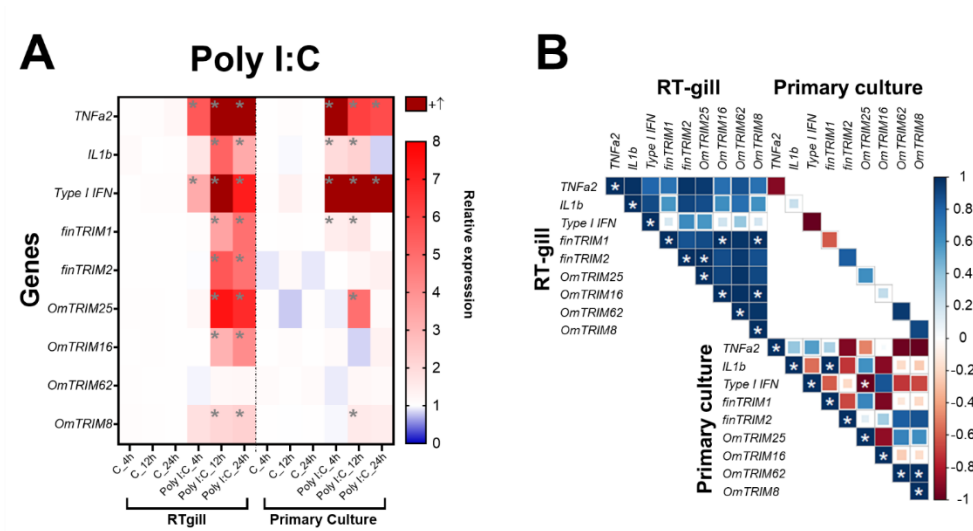 A
Poly I:C
Genes
TNFa2
IL1b
Type I IFN
finTRIM1
finTRIM2
OmTRIM25
OmTRIM16
OmTRIM62
OmTRIM8
* * * * * *
* * * *
* * * * * *
* * * *
* *
* * *
* *
* * *
C_4h
C_12h
C_24h
Poly I:C_4h
Poly I:C_12h
Poly I:C_24h
C_4h
C_12h
C_24h
Poly I:C_4h
Poly I:C_12h
Poly I:C_24h
RTgill
Primary Culture
+↑
8
7
6
5
4
3
2
1
0
Relative expression
B
RT-gill
Primary culture
TNFa2
IL1b
Type I IFN
finTRIM1
finTRIM2
OmTRIM25
OmTRIM16
OmTRIM62
OmTRIM8
TNFa2
IL1b
Type I IFN
finTRIM1
finTRIM2
OmTRIM25
OmTRIM16
OmTRIM62
OmTRIM8
RT-gill
TNFa2 *
IL1b *
Type I IFN *
finTRIM1 * * *
finTRIM2 * *
OmTRIM25 *
OmTRIM16 * *
OmTRIM62 *
OmTRIM8 *
Primary culture
TNFa2 *
IL1b * *
Type I IFN * *
finTRIM1 *
finTRIM2 *
OmTRIM25 *
OmTRIM16 *
OmTRIM62 * *
OmTRIM8 *
1
0.8
0.6
0.4
0.2
0
-0.2
-0.4
-0.6
-0.8
-1